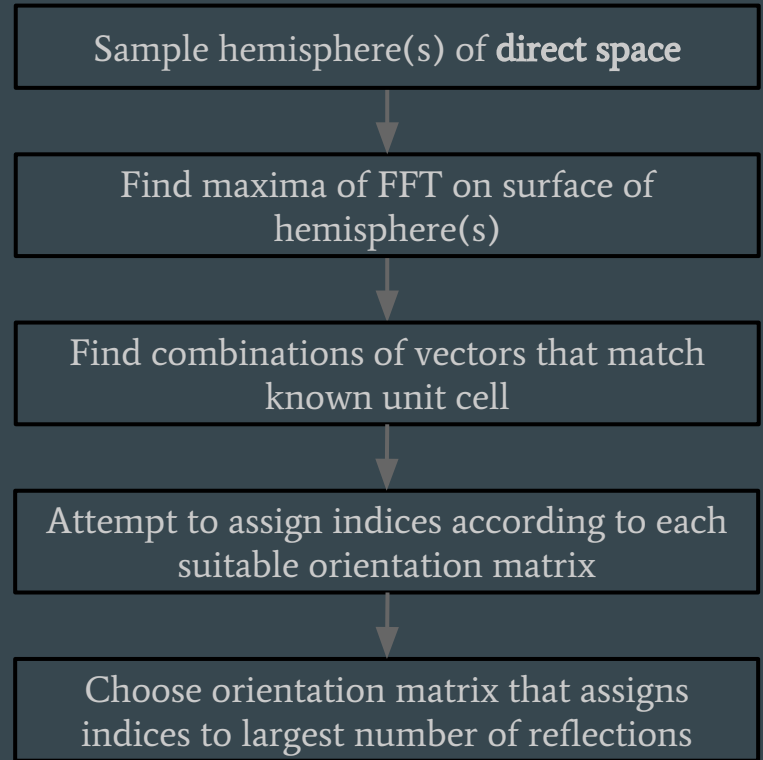 Sample hemisphere(s) of direct space
Find maxima of FFT on surface of
hemisphere(s)
Find combinations of vectors that match
known unit cell
Attempt to assign indices according to each
suitable orientation matrix
Choose orientation matrix that assigns
indices to largest number of reflections